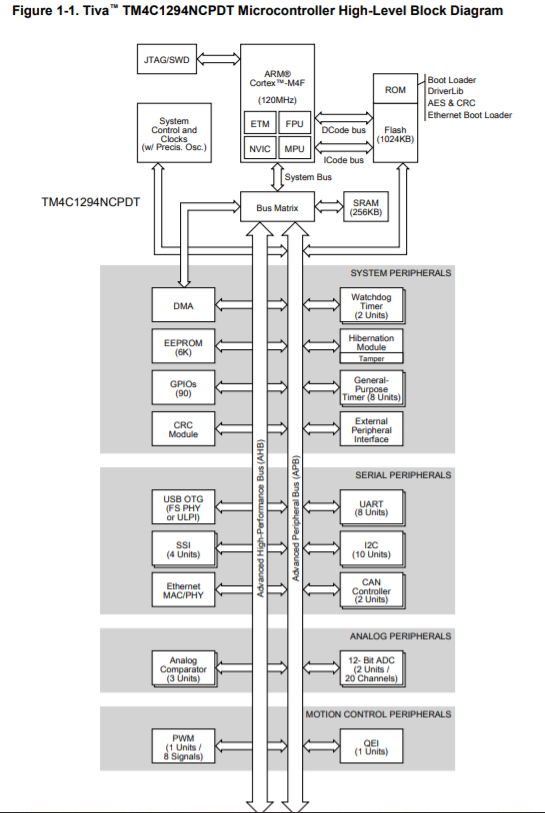 Figure 1-1. Tiva™ TM4C1294NCPDT Microcontroller High-Level Block Diagram
JTAG/SWD
ARM®
Cortex™-M4F
(120MHz)
ETM
FPU
NVIC
MPU
ROM
Flash
(1024KB)
Boot Loader
DriverLib
AES & CRC
Ethernet Boot Loader
DCode bus
ICode bus
System
Control and
Clocks
(w/ Precis. Osc.)
System Bus
TM4C1294NCPDT
Bus Matrix
SRAM
(256KB)
SYSTEM PERIPHERALS
DMA
Watchdog
Timer
(2 Units)
EEPROM
(6K)
Hibernation
Module
Tamper
GPIOs
(90)
General-
Purpose
Timer (8 Units)
CRC
Module
External
Peripheral
Interface
Advanced High-Performance Bus (AHB)
Advanced Peripheral Bus (APB)
SERIAL PERIPHERALS
USB OTG
(FS PHY
or ULPI)
UART
(8 Units)
SSI
(4 Units)
I2C
(10 Units)
Ethernet
MAC/PHY
CAN
Controller
(2 Units)
ANALOG PERIPHERALS
Analog
Comparator
(3 Units)
12- Bit ADC
(2 Units /
20 Channels)
MOTION CONTROL PERIPHERALS
PWM
(1 Units /
8 Signals)
QEI
(1 Units)